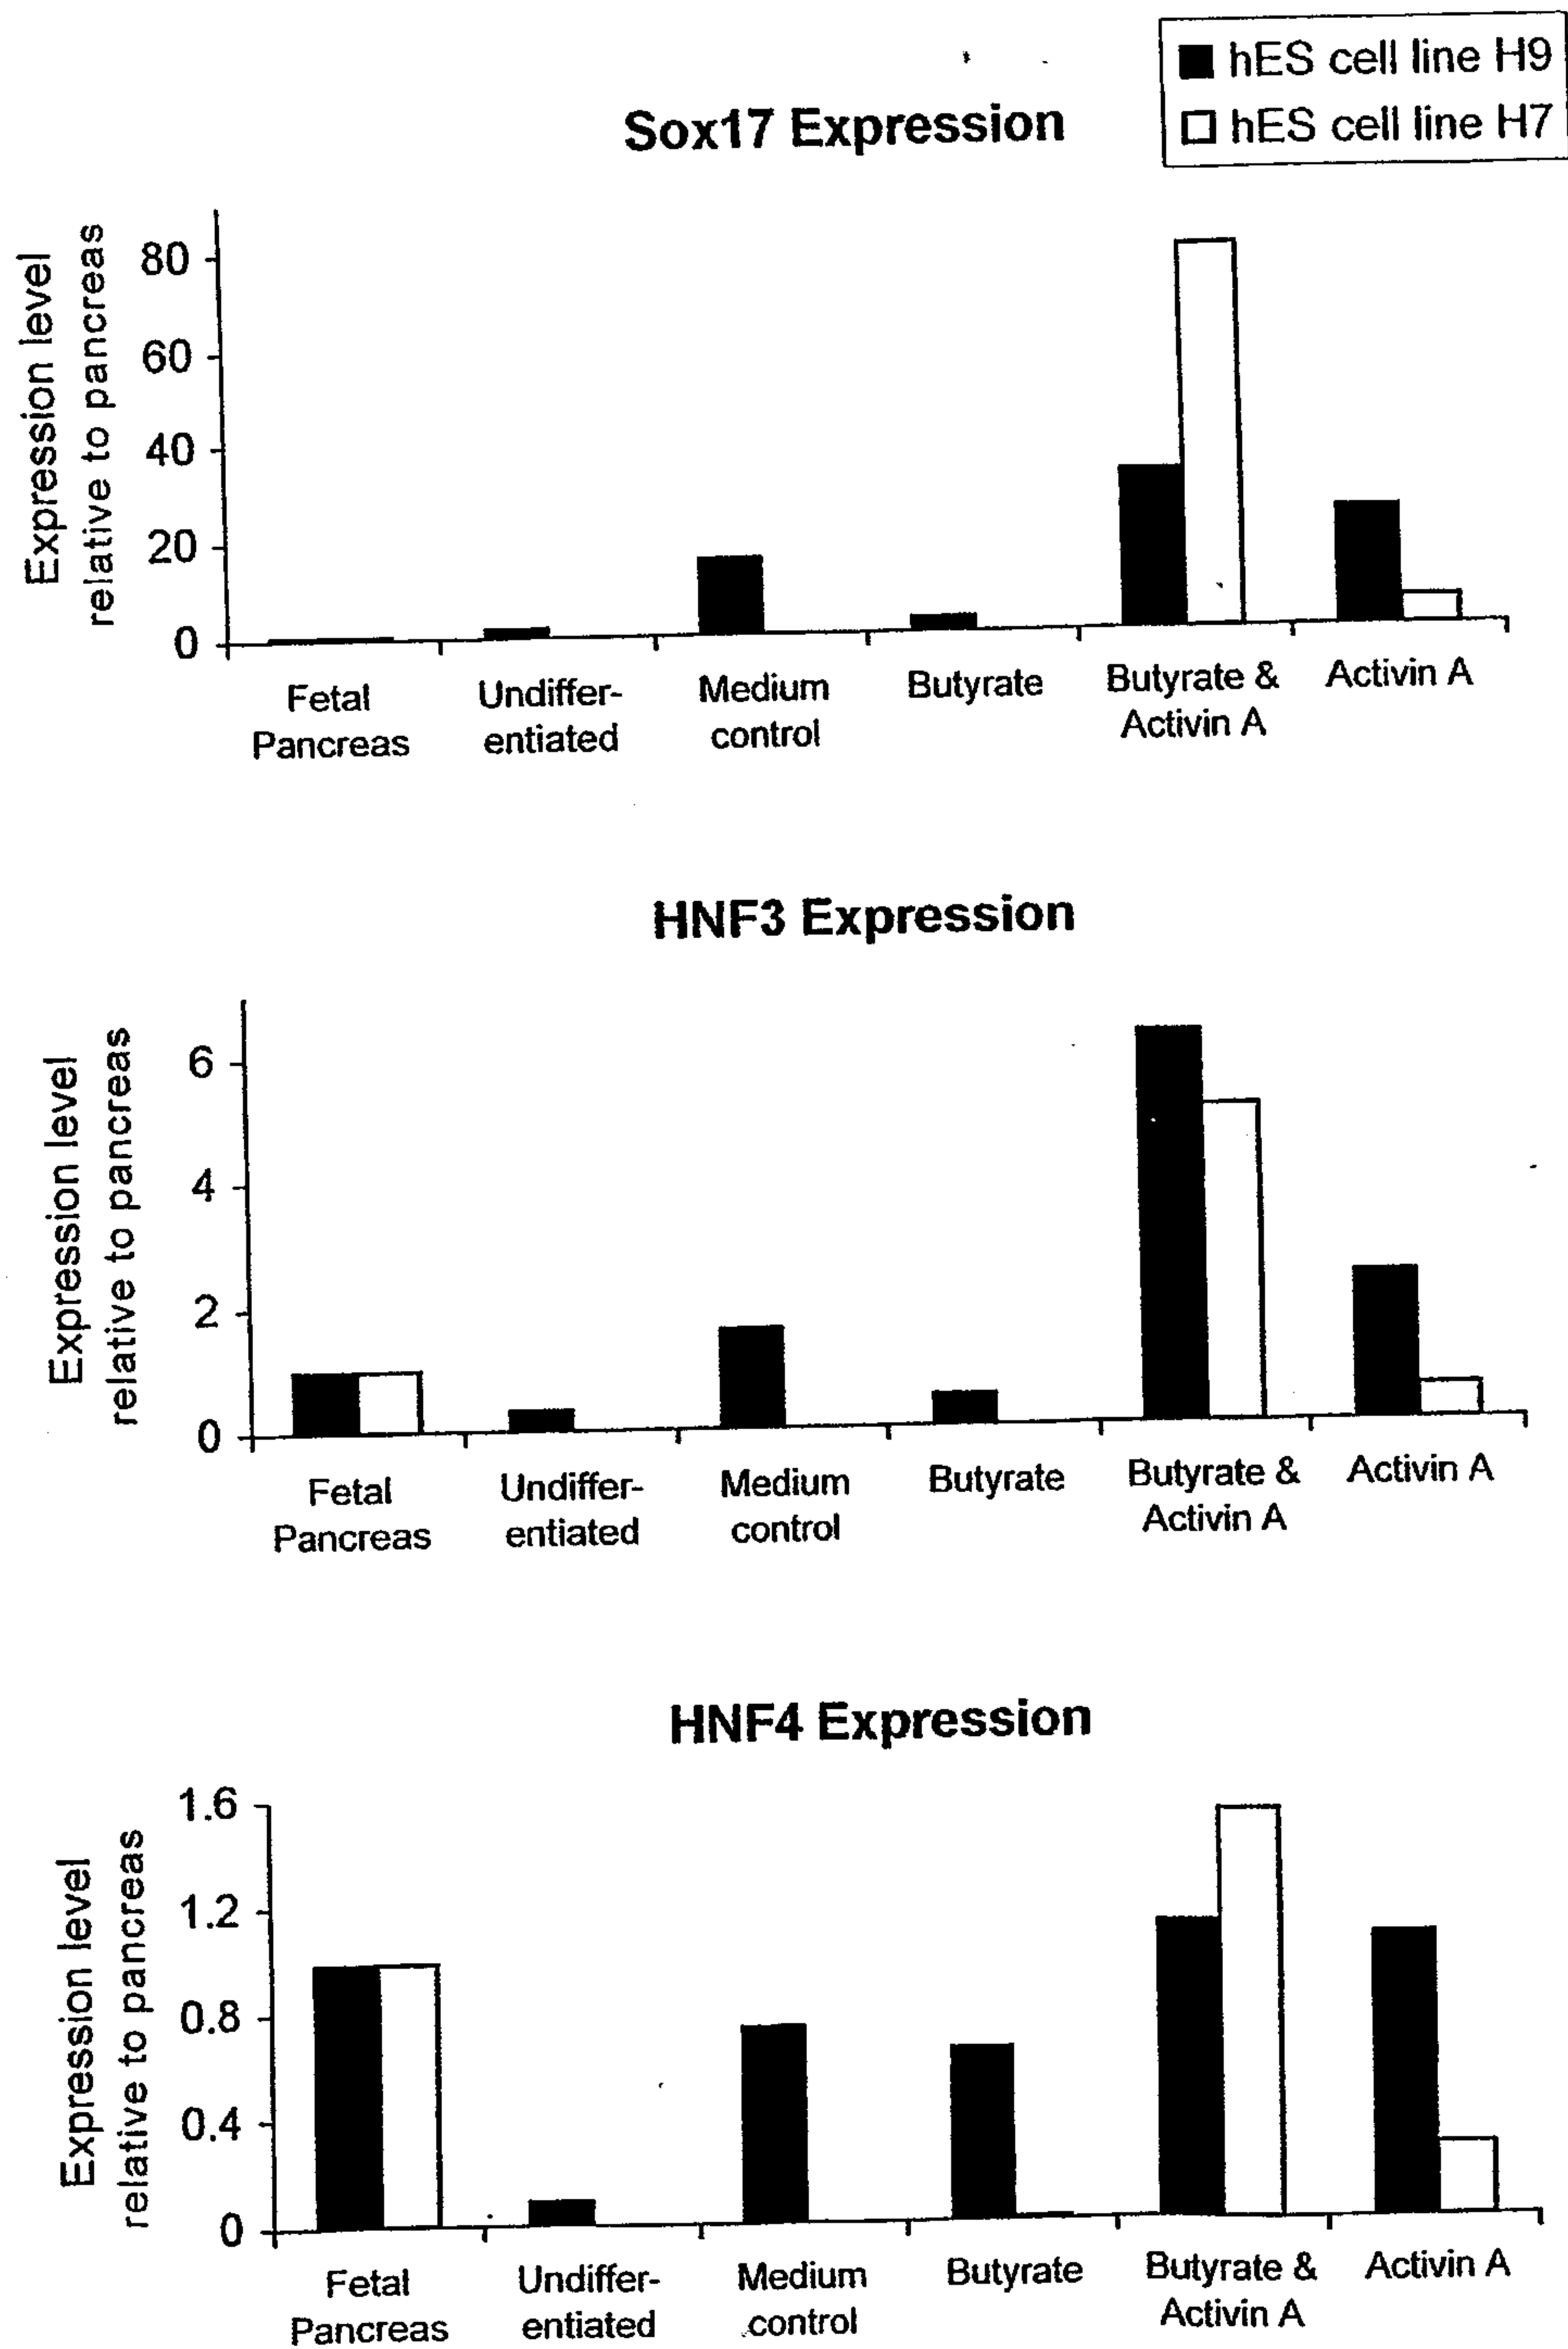 hES cell line H9
hES cell line H7
Sox17 Expression
Expression level
relative to pancreas
80
60
40
20
0
Fetal
Pancreas
Undiffer-
entiated
Medium
control
Butyrate
Butyrate &
Activin A
Activin A
HNF3 Expression
Expression level
relative to pancreas
6
4
2
0
Fetal
Pancreas
Undiffer-
entiated
Medium
control
Butyrate
Butyrate &
Activin A
Activin A
HNF4 Expression
Expression level
relative to pancreas
1.6
1.2
0.8
0.4
0
Fetal
Pancreas
Undiffer-
entiated
Medium
control
Butyrate
Butyrate &
Activin A
Activin A